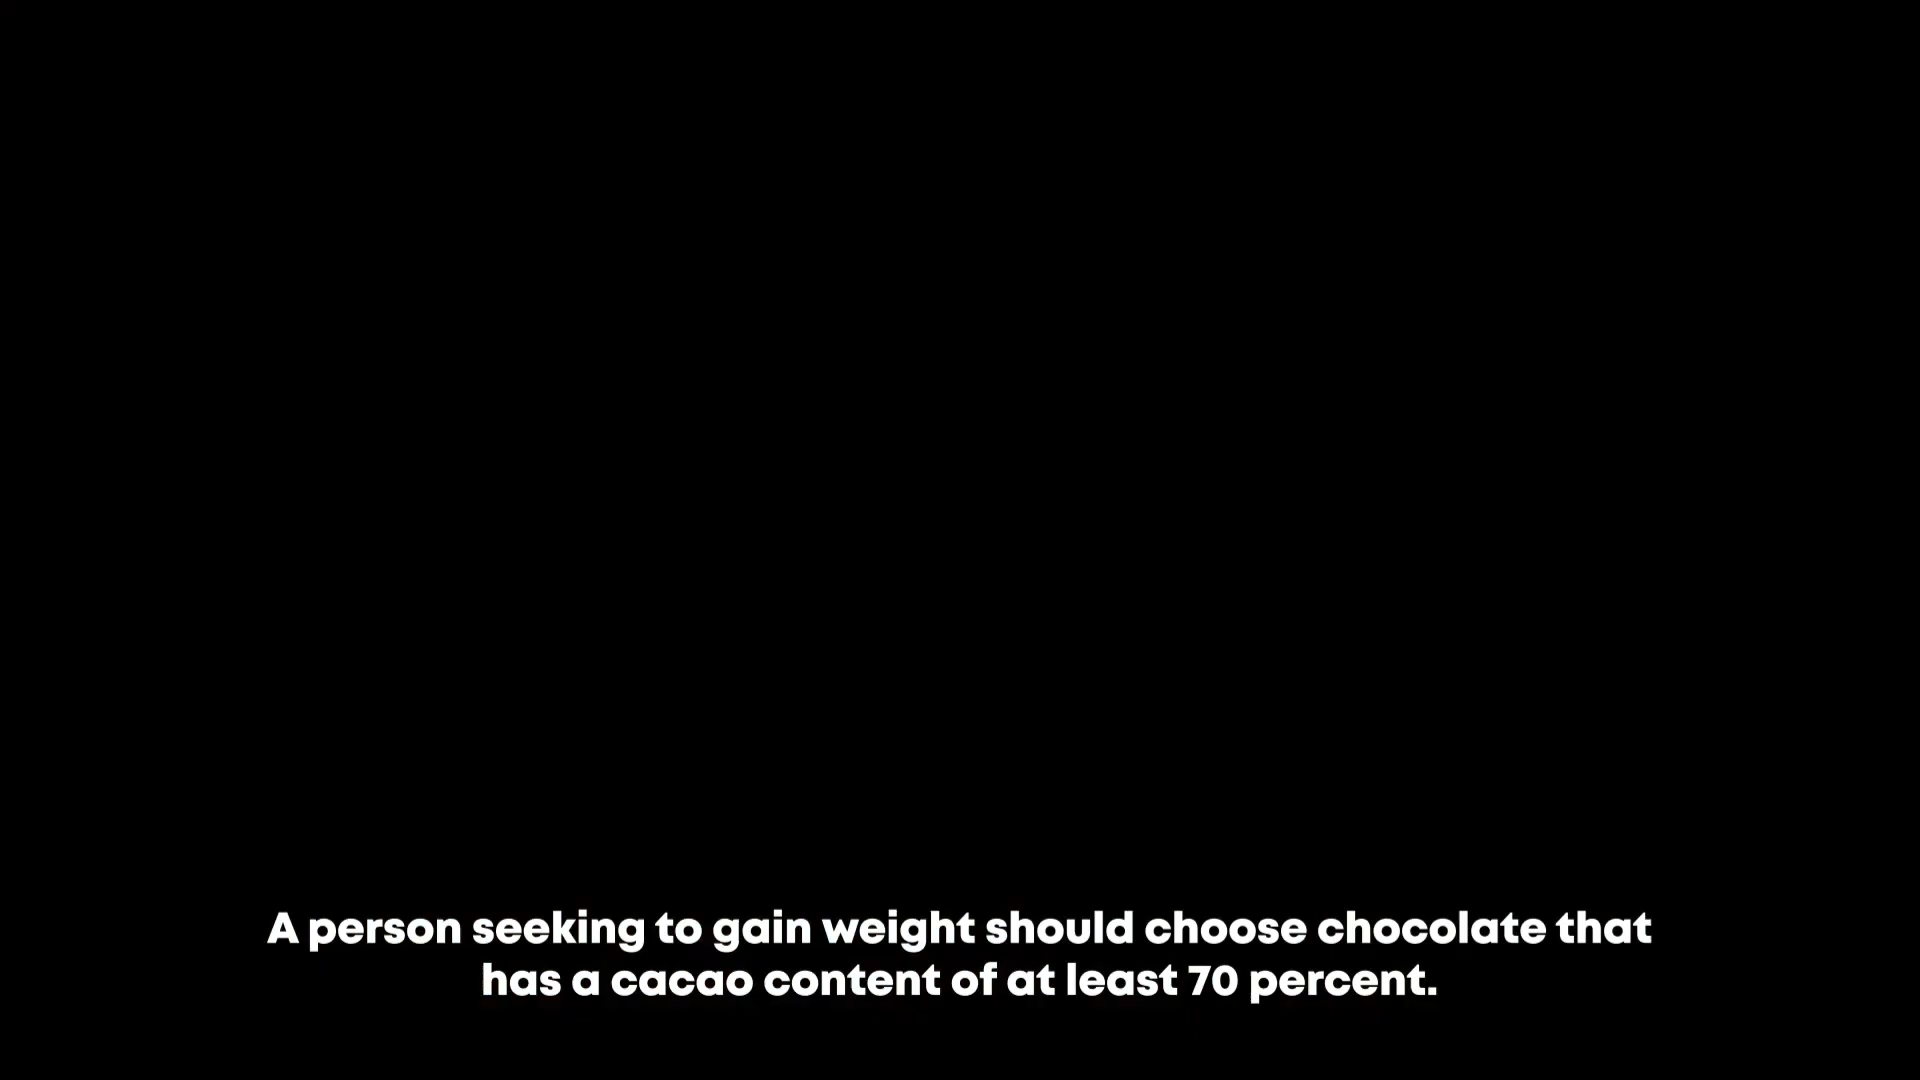 A person seeking to gain weight should choose chocolate that
has a cacao content of at least 70 percent.